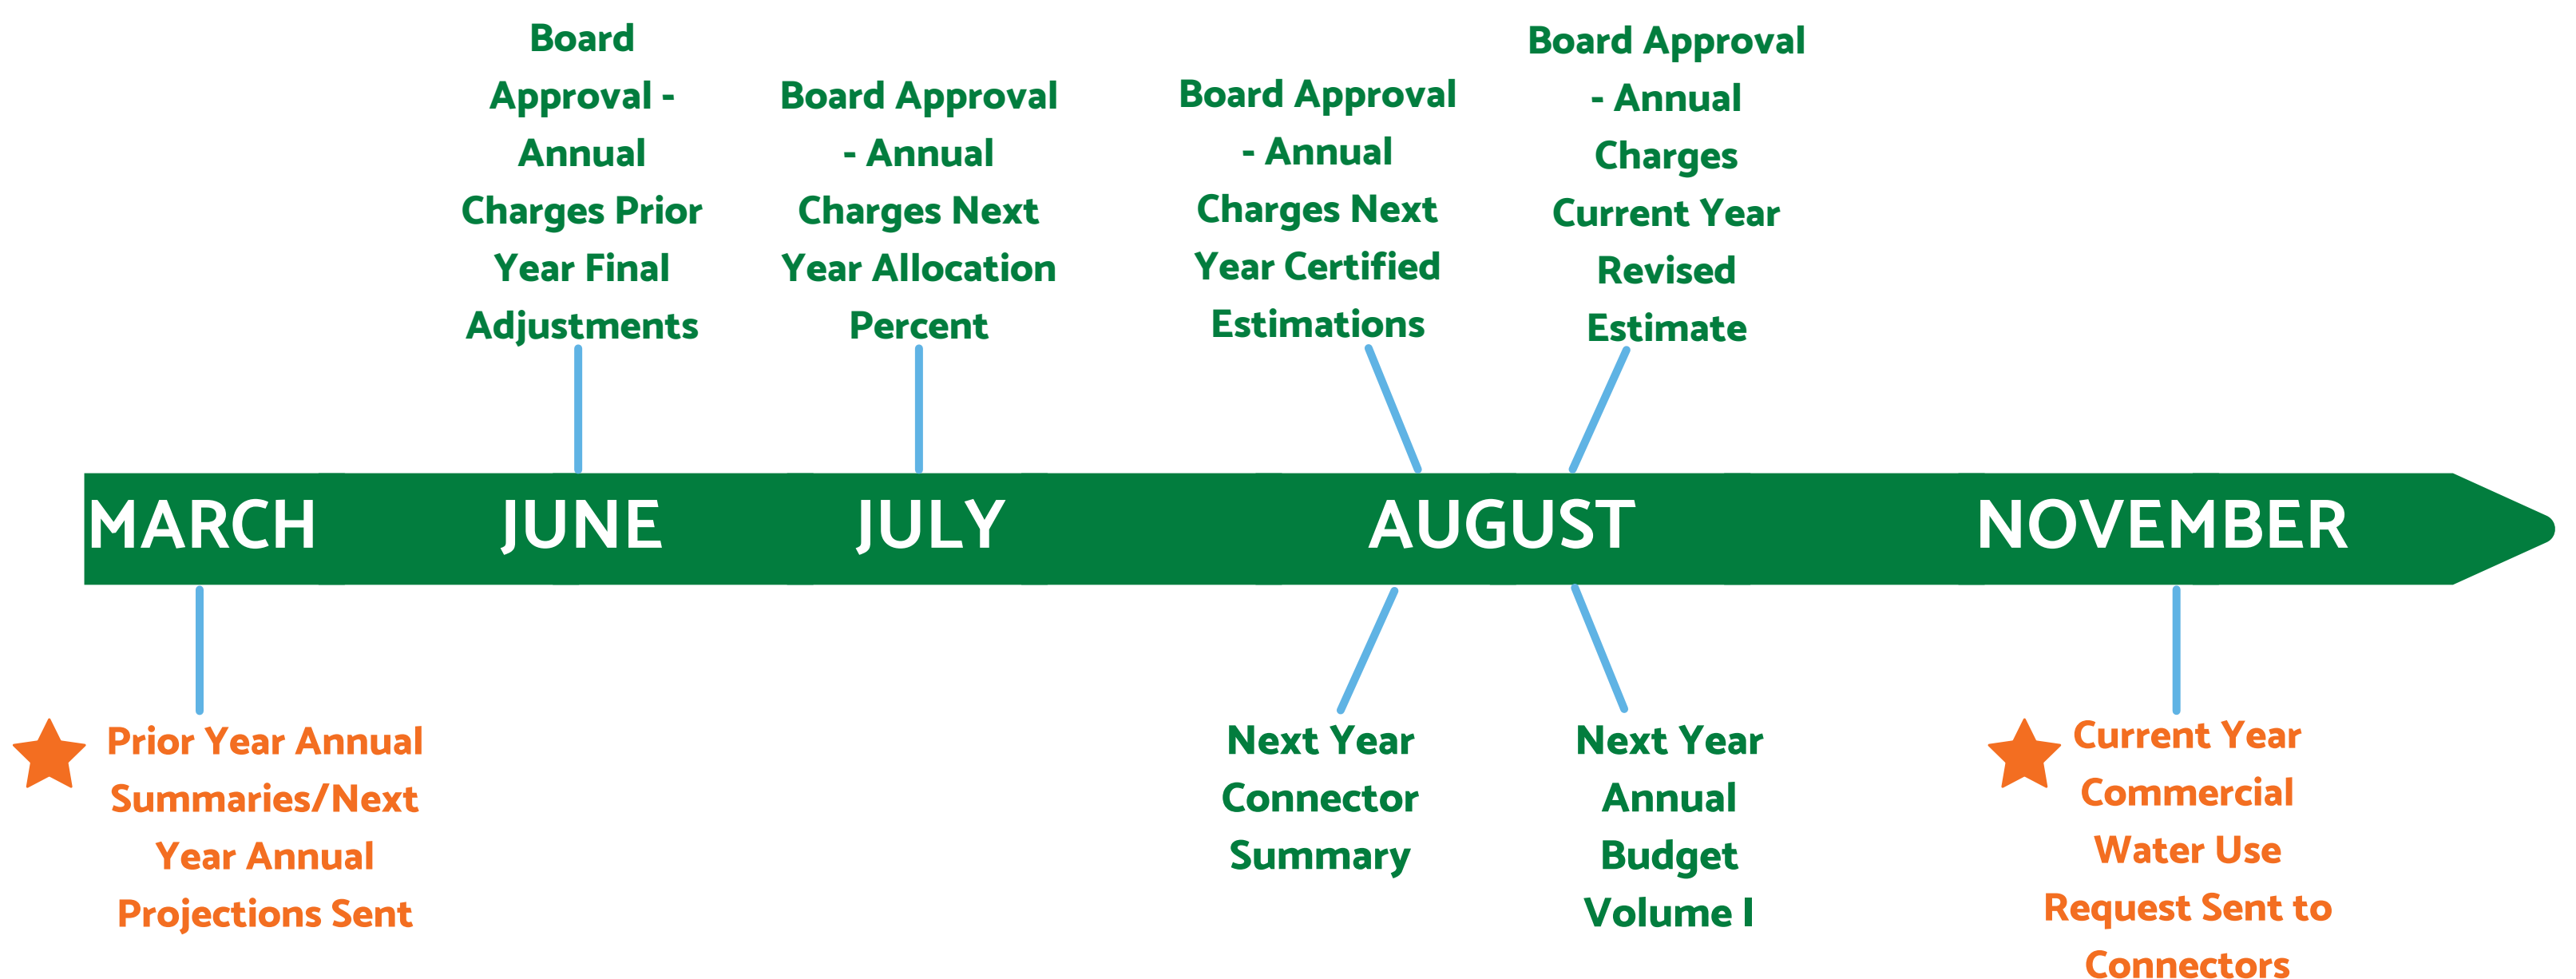 Board
Approval -
Annual
Charges Prior
Year Final
Adjustments
Board Approval
- Annual
Charges Next
Year Allocation
Percent
Board Approval
- Annual
Charges Next
Year Certified
Estimations
Board Approval
- Annual
Charges
Current Year
Revised
Estimate
MARCH
JUNE
JULY
AUGUST
NOVEMBER
Prior Year Annual
Summaries/Next
Year Annual
Projections Sent
Next Year
Connector
Summary
Next Year
Annual
Budget
Volume I
Current Year
Commercial
Water Use
Request Sent to
Connectors